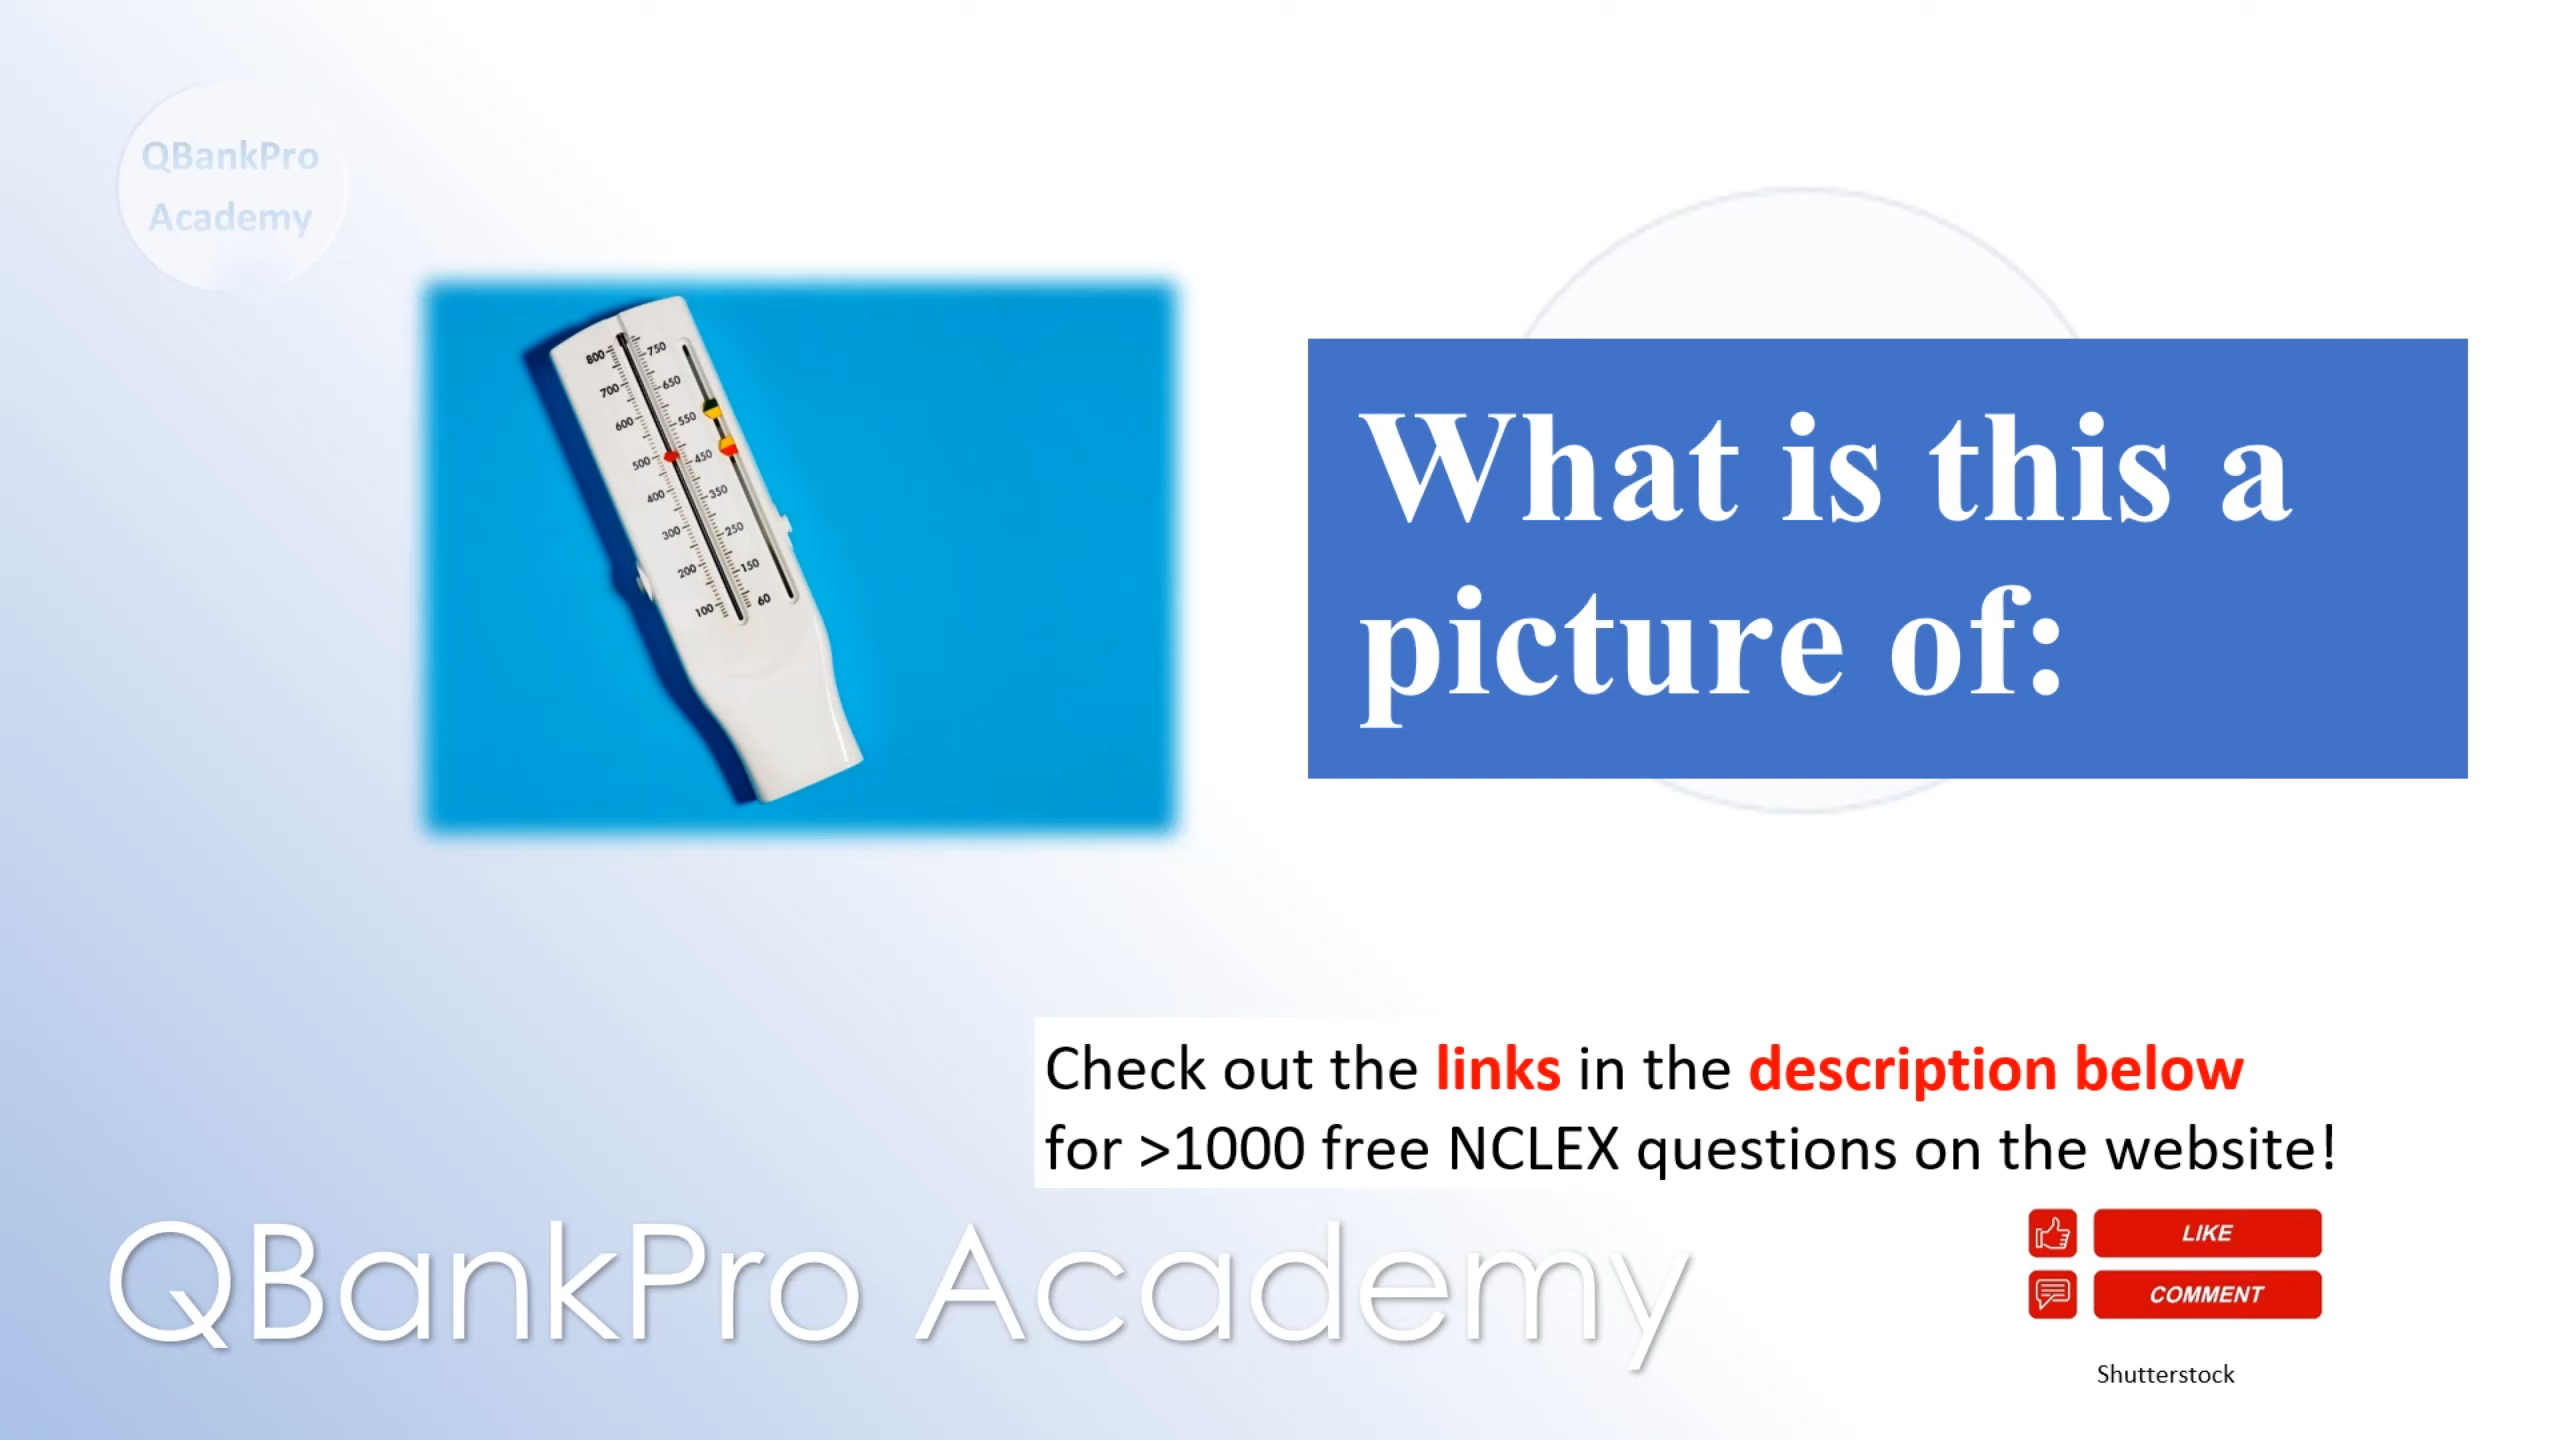 QBankPro
Academy
What is this a
picture of:
800
750
700
650
600
550
500
450
400
350
300
250
200
150
100
60
Check out the links in the description below
for >1000 free NCLEX questions on the website!
QBankPro Academy
LIKE
COMMENT
Shutterstock